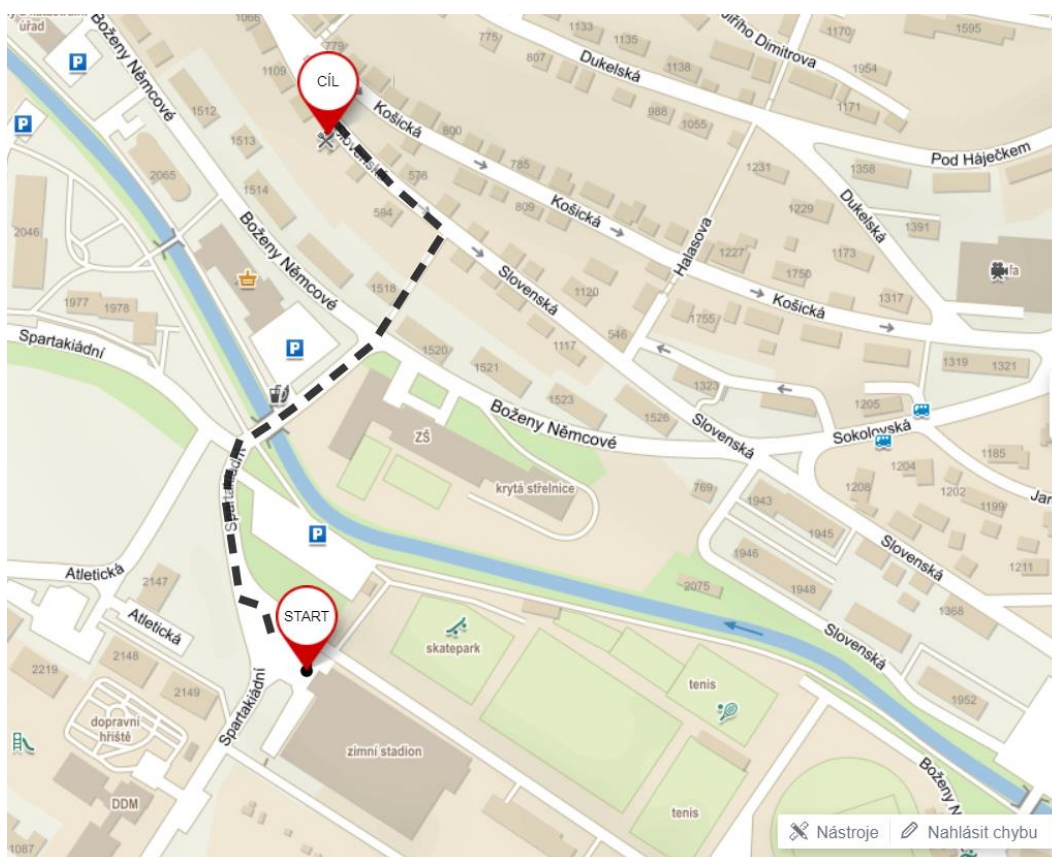 úřad
1066
779
1109
CÍL
Boženy Němcové
P
P
775
1133
1135
807
Dukelská
1138
Jiřího Dimitrova
1170
1595
1954
1171
988
1055
Košická
800
1512
1513
1514
2065
Slovenská
578
594
785
809
Košická
1231
Pod Háječkem
1358
1229
Dukelská
1391
Halasova
1227
1173
1750
2046
Boženy Němcové
1518
Slovenská
1120
1755
Košická
1317
1977
1978
Spartakiádní
P
1520
1521
1117
546
1523
1526
1323
1319
1321
1205
Boženy Němcové
Slovenská
Sokolovská
ZŠ
krytá střelnice
769
1943
1945
1208
1204
1185
1202
1199
Jar
Spartakiádní
P
Atletická
2147
Atletická
1946
1948
2075
Slovenská
1211
1368
START
skatepark
2219
2148
2149
Spartakiádní
Slovenská
1952
dopravní
hřiště
tenis
zimní stadion
DDM
1087
tenis
Boženy N
Nástroje
Nahlásit chybu